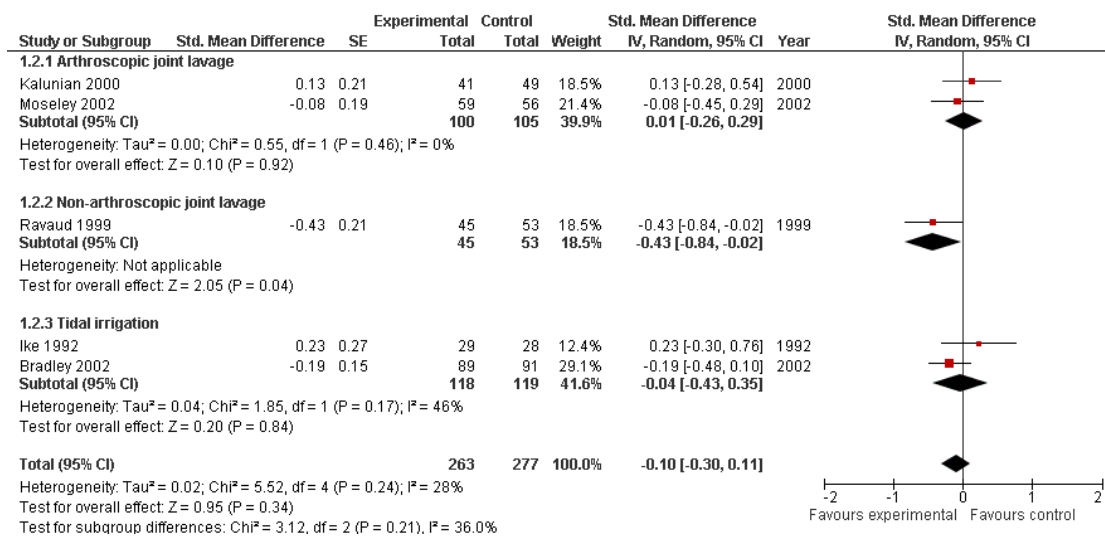 Experimental Control Std. Mean Difference Std. Mean Difference
Study or Subgroup Std. Mean Difference SE Total Total Weight IV, Random, 95% CI Year IV, Random, 95% CI
1.2.1 Arthroscopic joint lavage
Kalunian 2000 0.13 0.21 41 49 18.5% 0.13 [-0.28, 0.54] 2000
Moseley 2002 -0.08 0.19 59 56 21.4% -0.08 [-0.45, 0.29] 2002
Subtotal (95% CI) 100 105 39.9% 0.01 [-0.26, 0.29]
Heterogeneity: Tau² = 0.00; Chi² = 0.55, df = 1 (P = 0.46); I² = 0%
Test for overall effect: Z = 0.10 (P = 0.92)
1.2.2 Non-arthroscopic joint lavage
Ravaud 1999 -0.43 0.21 45 53 18.5% -0.43 [-0.84, -0.02] 1999
Subtotal (95% CI) 45 53 18.5% -0.43 [-0.84, -0.02]
Heterogeneity: Not applicable
Test for overall effect: Z = 2.05 (P = 0.04)
1.2.3 Tidal irrigation
Ike 1992 0.23 0.27 29 28 12.4% 0.23 [-0.30, 0.76] 1992
Bradley 2002 -0.19 0.15 89 91 29.1% -0.19 [-0.48, 0.10] 2002
Subtotal (95% CI) 118 119 41.6% -0.04 [-0.43, 0.35]
Heterogeneity: Tau² = 0.04; Chi² = 1.85, df = 1 (P = 0.17); I² = 46%
Test for overall effect: Z = 0.20 (P = 0.84)
Total (95% CI) 263 277 100.0% -0.10 [-0.30, 0.11]
Heterogeneity: Tau² = 0.02; Chi² = 5.52, df = 4 (P = 0.24); I² = 28%
Test for overall effect: Z = 0.95 (P = 0.34)
Test for subgroup differences: Chi² = 3.12, df = 2 (P = 0.21), I² = 36.0%
-2 -1 0 1 2
Favours experimental Favours control